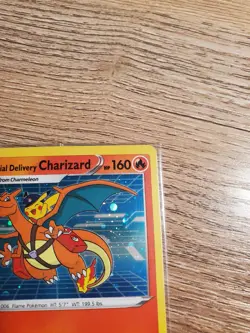 ial Delivery Charizard HP 160
from Charmeleon
006 Flame Pokémon HT: 5'7" WT: 199.5 lbs.